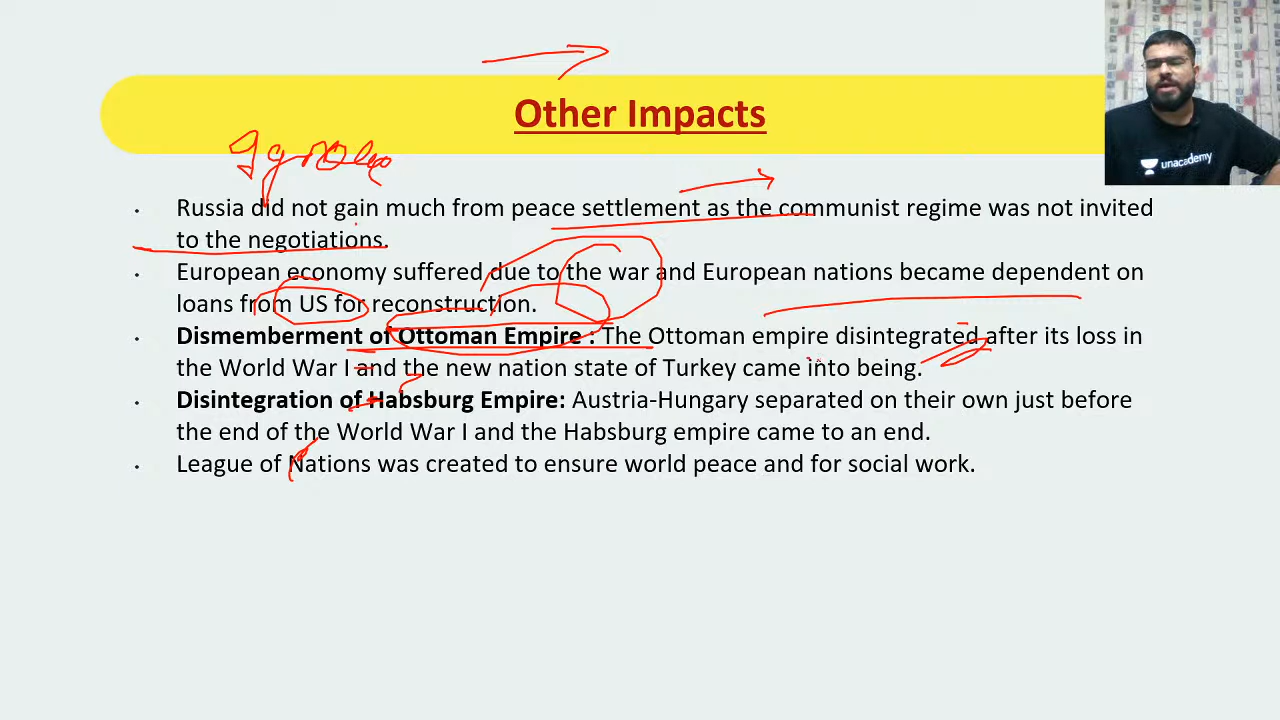 Other Impacts
unacademy
• Russia did not gain much from peace settlement as the communist regime was not invited
to the negotiations.
• European economy suffered due to the war and European nations became dependent on
loans from US for reconstruction.
• Dismemberment of Ottoman Empire : The Ottoman empire disintegrated after its loss in
the World War I and the new nation state of Turkey came into being.
• Disintegration of Habsburg Empire: Austria-Hungary separated on their own just before
the end of the World War I and the Habsburg empire came to an end.
• League of Nations was created to ensure world peace and for social work.